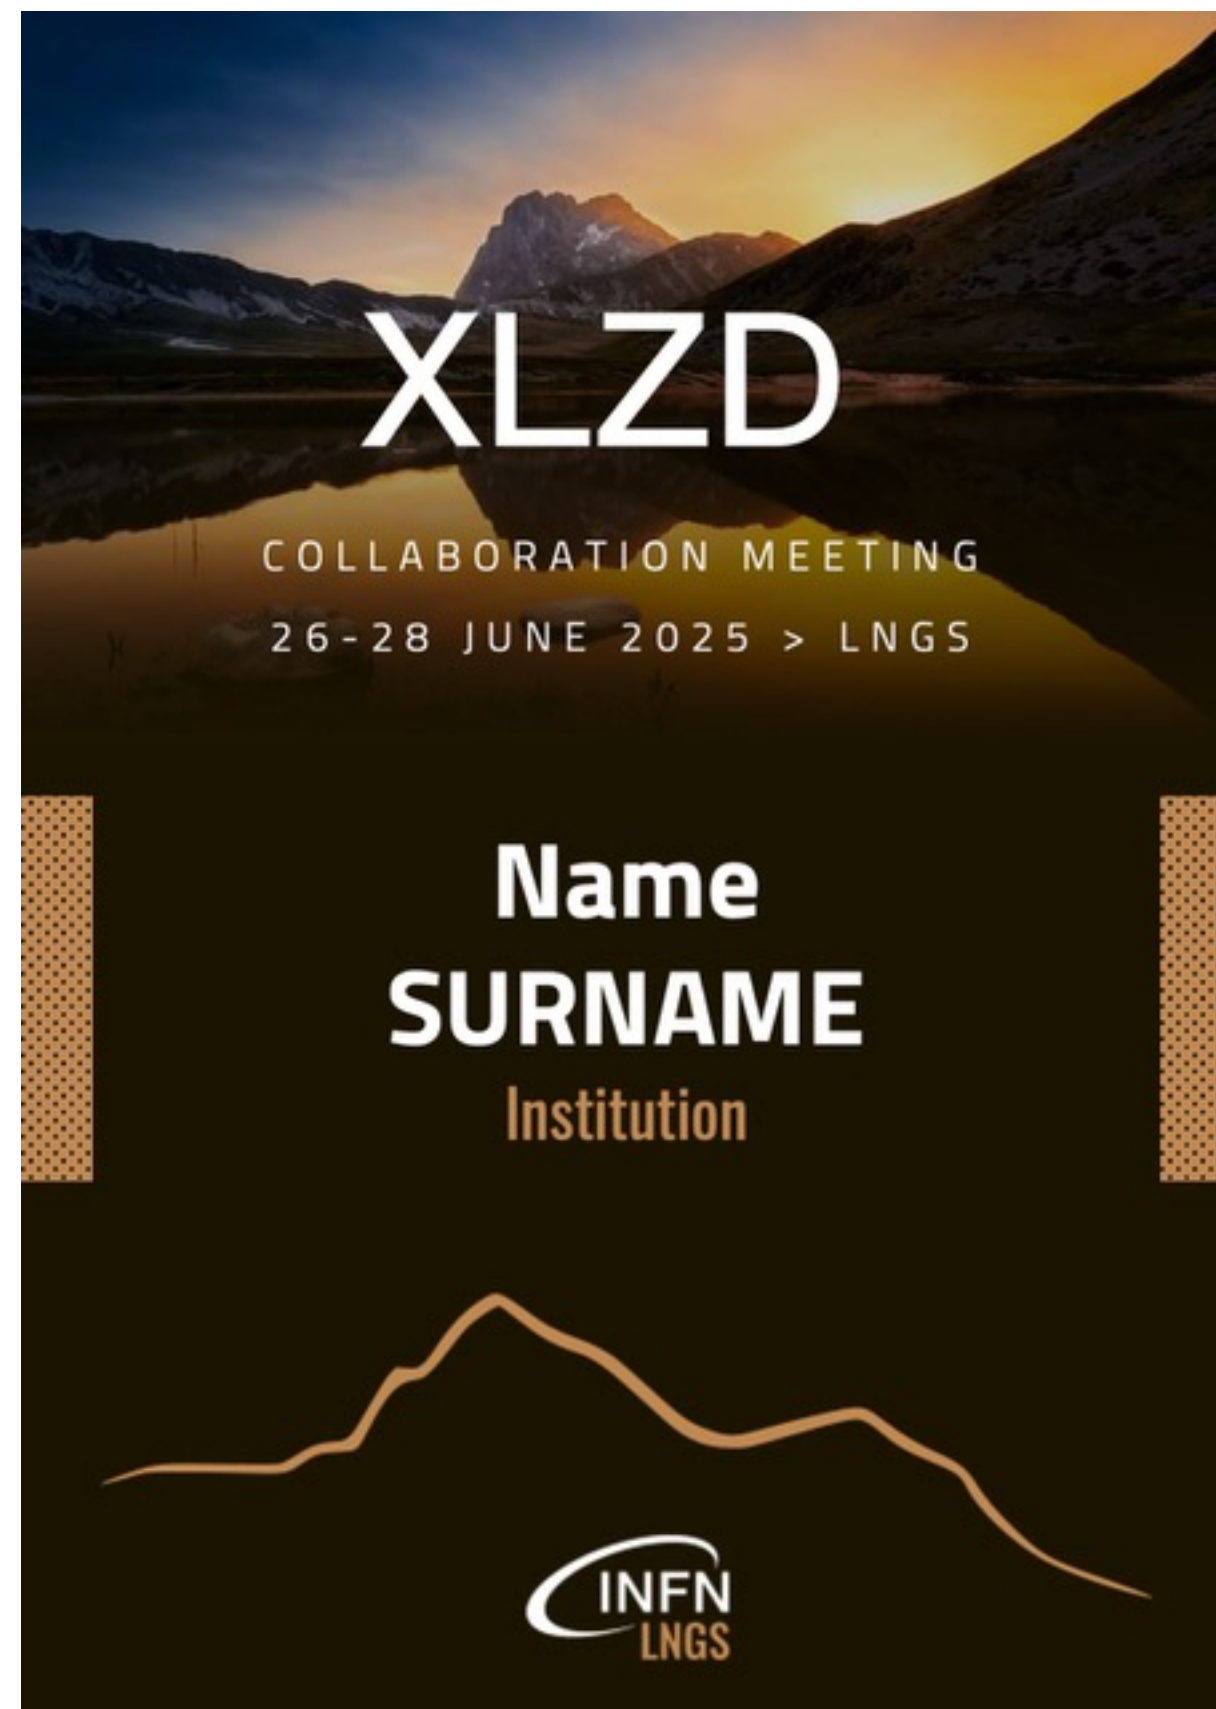 XLZD
COLLABORATION MEETING
26-28 JUNE 2025 > LNGS
Name
SURNAME
Institution
INFN
LNGS